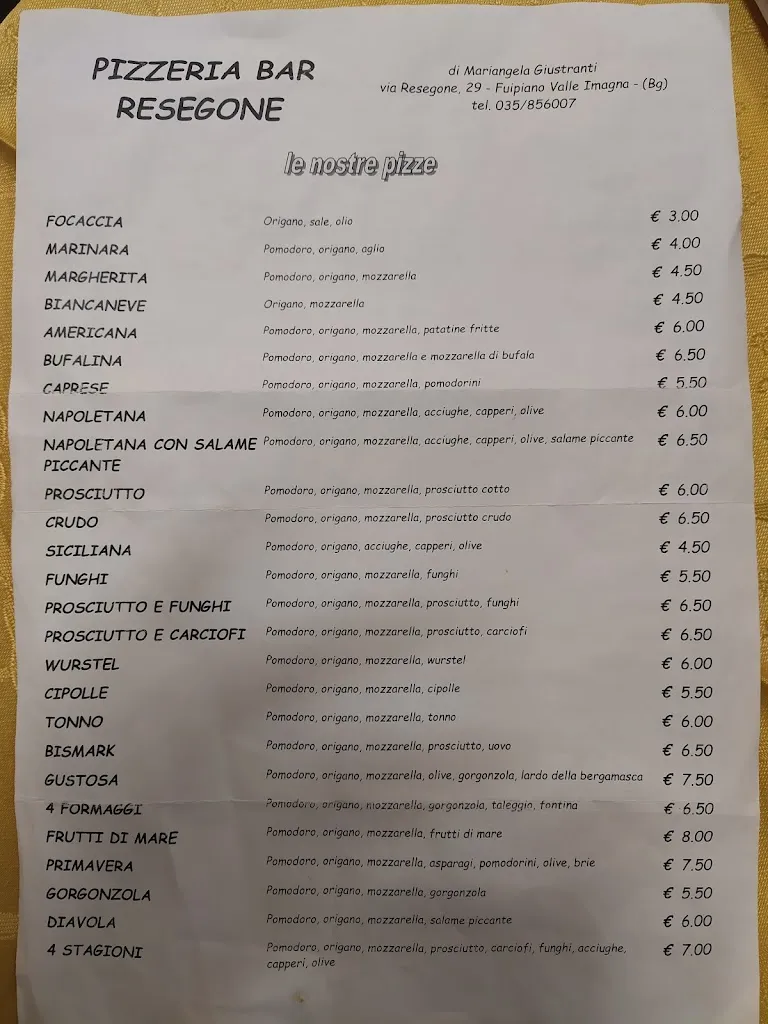 PIZZERIA BAR
RESEGONE
di Mariangela Giustranti
via Resegone, 29 - Fuipiano Valle Imagna - (Bg)
tel. 035/856007
le nostre pizze
FOCACCIA Origano, sale, olio € 3.00
MARINARA Pomodoro, origano, aglio € 4.00
MARGHERITA Pomodoro, origano, mozzarella € 4.50
BIANCANEVE Origano, mozzarella € 4.50
AMERICANA Pomodoro, origano, mozzarella, patatine fritte € 6.00
BUFALINA Pomodoro, origano, mozzarella e mozzarella di bufala € 6.50
CAPRESE Pomodoro, origano, mozzarella, pomodorini € 5.50
NAPOLETANA Pomodoro, origano, mozzarella, acciughe, capperi, olive € 6.00
NAPOLETANA CON SALAME Pomodoro, origano, mozzarella, acciughe, capperi, olive, salame piccante € 6.50
PICCANTE
PROSCIUTTO Pomodoro, origano, mozzarella, prosciutto cotto € 6.00
CRUDO Pomodoro, origano, mozzarella, prosciutto crudo € 6.50
SICILIANA Pomodoro, origano, acciughe, capperi, olive € 4.50
FUNGHI Pomodoro, origano, mozzarella, funghi € 5.50
PROSCIUTTO E FUNGHI Pomodoro, origano, mozzarella, prosciutto, funghi € 6.50
PROSCIUTTO E CARCIOFI Pomodoro, origano, mozzarella, prosciutto, carciofi € 6.50
WURSTEL Pomodoro, origano, mozzarella, wurstel € 6.00
CIPOLLE Pomodoro, origano, mozzarella, cipolle € 5.50
TONNO Pomodoro, origano, mozzarella, tonno € 6.00
BISMARK Pomodoro, origano, mozzarella, prosciutto, uovo € 6.50
GUSTOSA Pomodoro, origano, mozzarella, olive, gorgonzola, lardo della bergamasca € 7.50
4 FORMAGGI Pomodoro, origano, mozzarella, gorgonzola, taleggio, fontina € 6.50
FRUTTI DI MARE Pomodoro, origano, mozzarella, frutti di mare € 8.00
PRIMAVERA Pomodoro, origano, mozzarella, asparagi, pomodorini, olive, brie € 7.50
GORGONZOLA Pomodoro, origano, mozzarella, gorgonzola € 5.50
DIAVOLA Pomodoro, origano, mozzarella, salame piccante € 6.00
4 STAGIONI Pomodoro, origano, mozzarella, prosciutto, carciofi, funghi, acciughe, € 7.00
capperi, olive